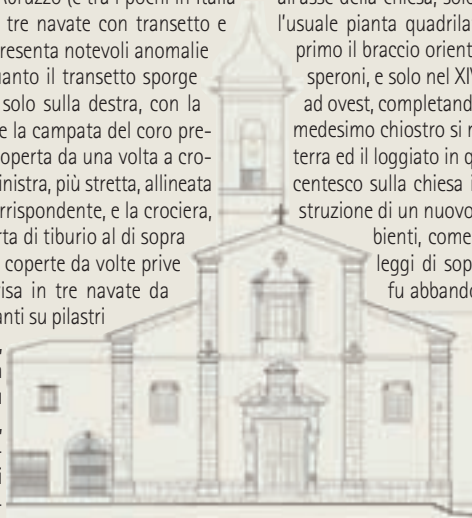 (e tra i pochi in Italia
tre navate con transetto e
resenta notevoli anomalie
anto il transetto sporge
solo sulla destra, con la
e la campata del coro pre-
operta da una volta a cro-
nistra, più stretta, allineata
rrispondente, e la crociera,
rta di tiburio al di sopra
coperte da volte prive
isa in tre navate da
anti su pilastri
all'asse della chiesa, solo
l'usuale pianta quadrila
primo il braccio orient
speroni, e solo nel XIV
ad ovest, completand
medesimo chiostro si
terra ed il loggiato in q
centesco sulla chiesa i
struzione di un nuovo
bienti, come
leggi di sop
fu abbando